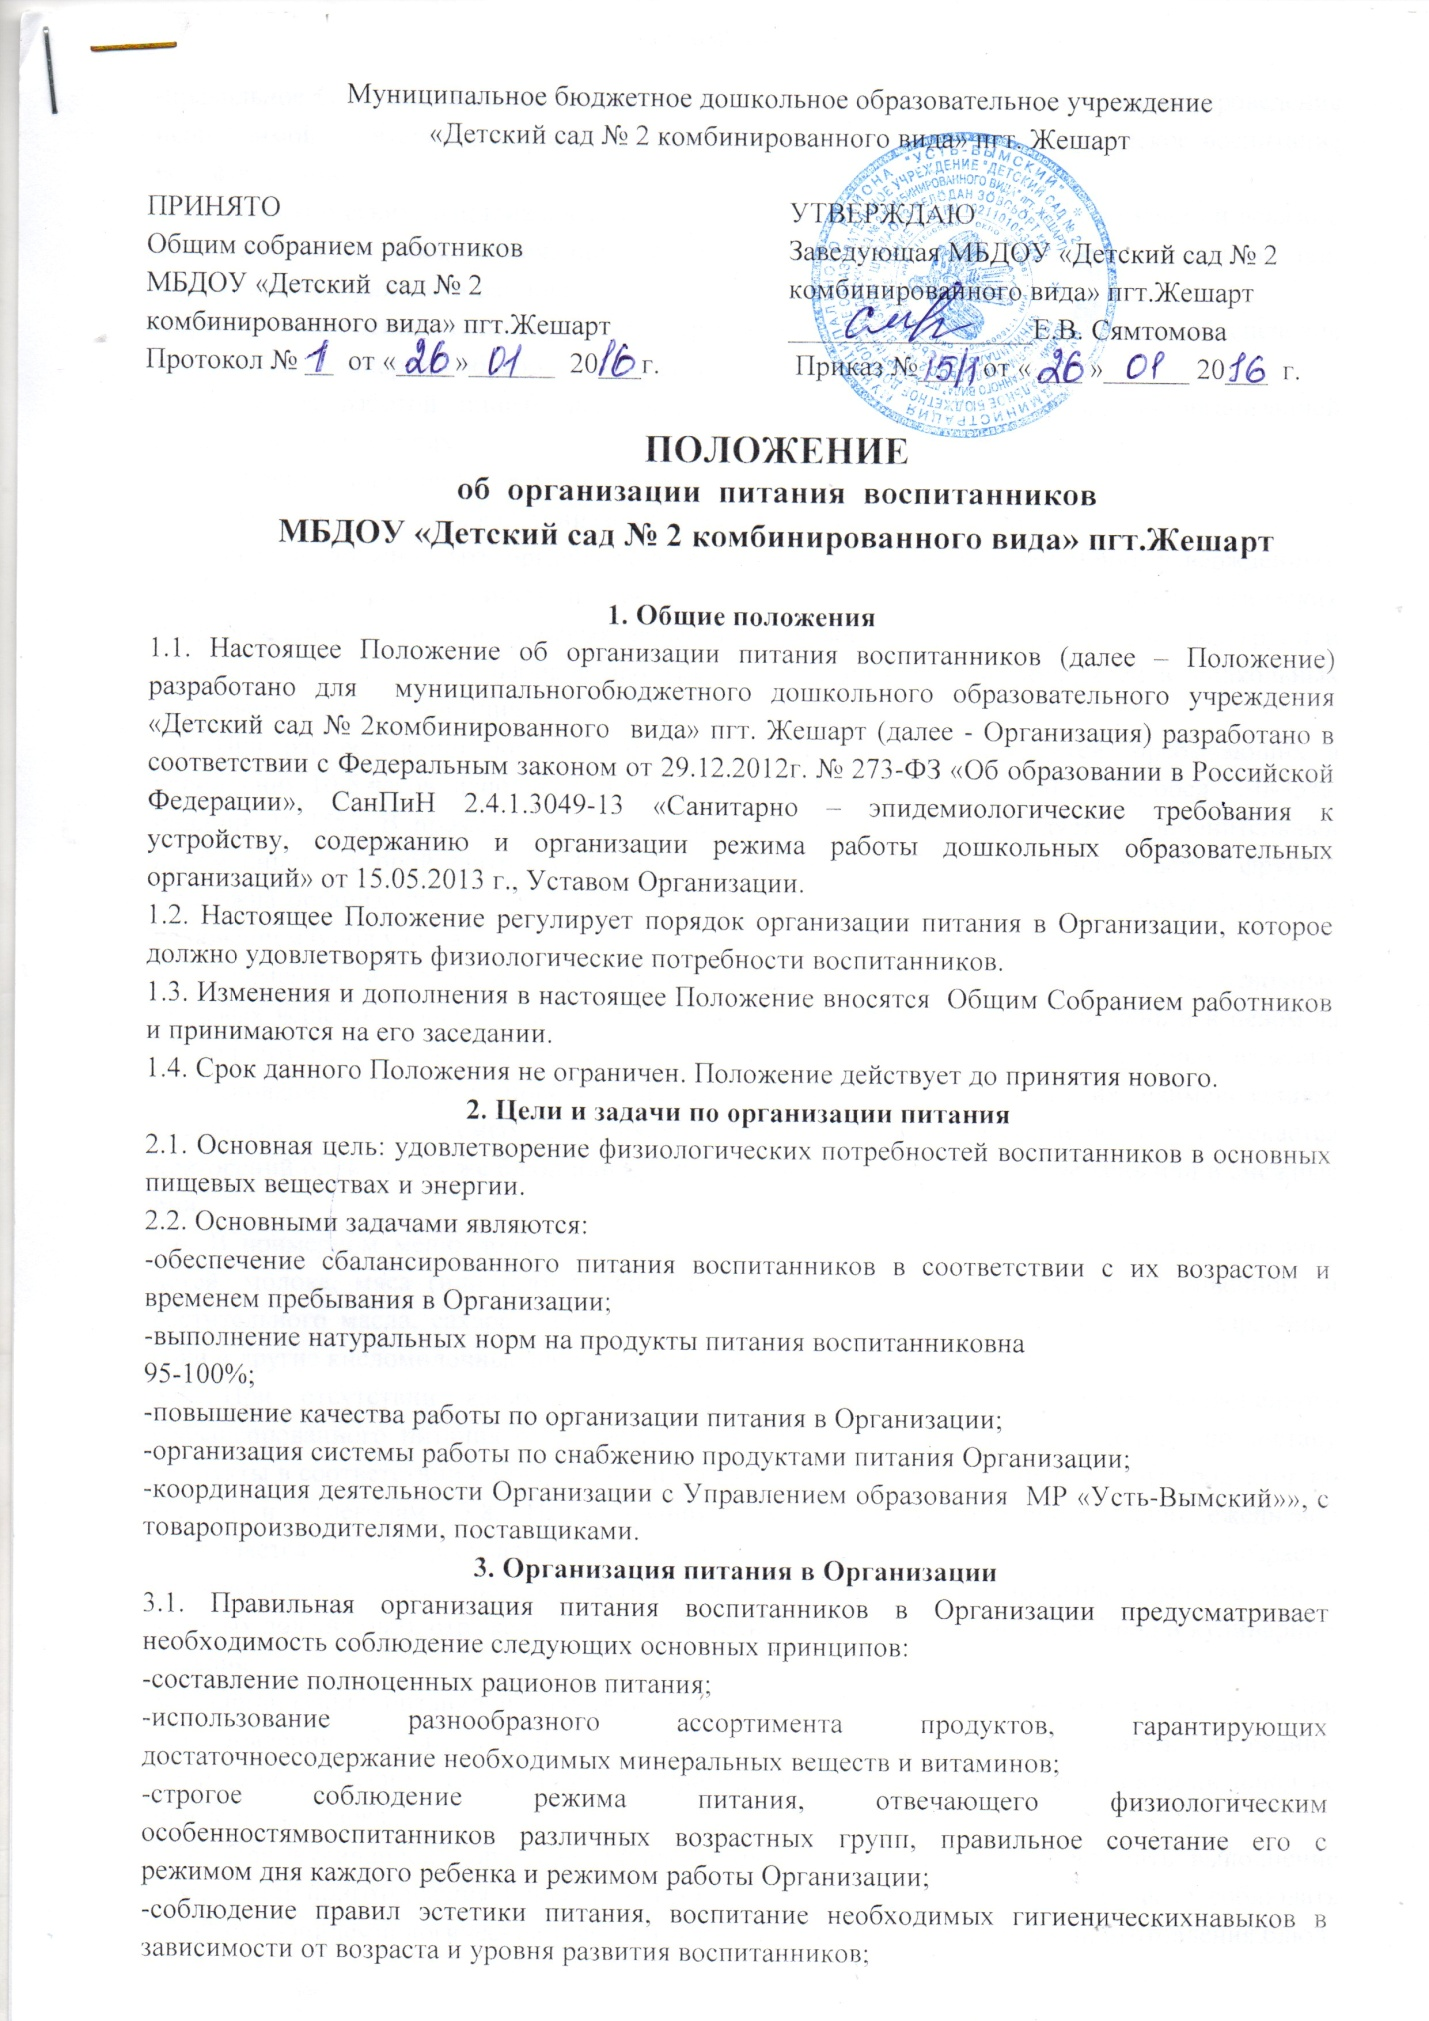 Муниципальное бюджетное дошкольное образовательное учреждение
«Детский сад № 2 комбинированного вида» пгт. Жешарт
ПРИНЯТО
Общим собранием работников
МБДОУ «Детский сад № 2
комбинированного вида» пгт.Жешарт
Протокол № 1 от « 26 » 01 2016 г.
УТВЕРЖДАЮ
Заведующая МБДОУ «Детский сад № 2
комбинированного вида» пгт.Жешарт
Е.В. Сямтомова
Приказ № 15/1 от « 26 » 01 2016 г.
ПОЛОЖЕНИЕ
об организации питания воспитанников
МБДОУ «Детский сад № 2 комбинированного вида» пгт.Жешарт
1. Общие положения
1.1. Настоящее Положение об организации питания воспитанников (далее – Положение)
разработано для муниципальногобюджетного дошкольного образовательного учреждения
«Детский сад № 2комбинированного вида» пгт. Жешарт (далее - Организация) разработано в
соответствии с Федеральным законом от 29.12.2012г. № 273-ФЗ «Об образовании в Российской
Федерации», СанПиН 2.4.1.3049-13 «Санитарно – эпидемиологические требования к
устройству, содержанию и организации режима работы дошкольных образовательных
организаций» от 15.05.2013 г., Уставом Организации.
1.2. Настоящее Положение регулирует порядок организации питания в Организации, которое
должно удовлетворять физиологические потребности воспитанников.
1.3. Изменения и дополнения в настоящее Положение вносятся Общим Собранием работников
и принимаются на его заседании.
1.4. Срок данного Положения не ограничен. Положение действует до принятия нового.
2. Цели и задачи по организации питания
2.1. Основная цель: удовлетворение физиологических потребностей воспитанников в основных
пищевых веществах и энергии.
2.2. Основными задачами являются:
-обеспечение сбалансированного питания воспитанников в соответствии с их возрастом и
временем пребывания в Организации;
-выполнение натуральных норм на продукты питания воспитанниковна
95-100%;
-повышение качества работы по организации питания в Организации;
-организация системы работы по снабжению продуктами питания Организации;
-координация деятельности Организации с Управлением образования МР «Усть-Вымский»», с
товаропроизводителями, поставщиками.
3. Организация питания в Организации
3.1. Правильная организация питания воспитанников в Организации предусматривает
необходимость соблюдение следующих основных принципов:
-составление полноценных рационов питания;
-использование разнообразного ассортимента продуктов, гарантирующих
достаточноесодержание необходимых минеральных веществ и витаминов;
-строгое соблюдение режима питания, отвечающего физиологическим
особенностямвоспитанников различных возрастных групп, правильное сочетание его с
режимом дня каждого ребенка и режимом работы Организации;
-соблюдение правил эстетики питания, воспитание необходимых гигиеническихнавыков в
зависимости от возраста и уровня развития воспитанников;